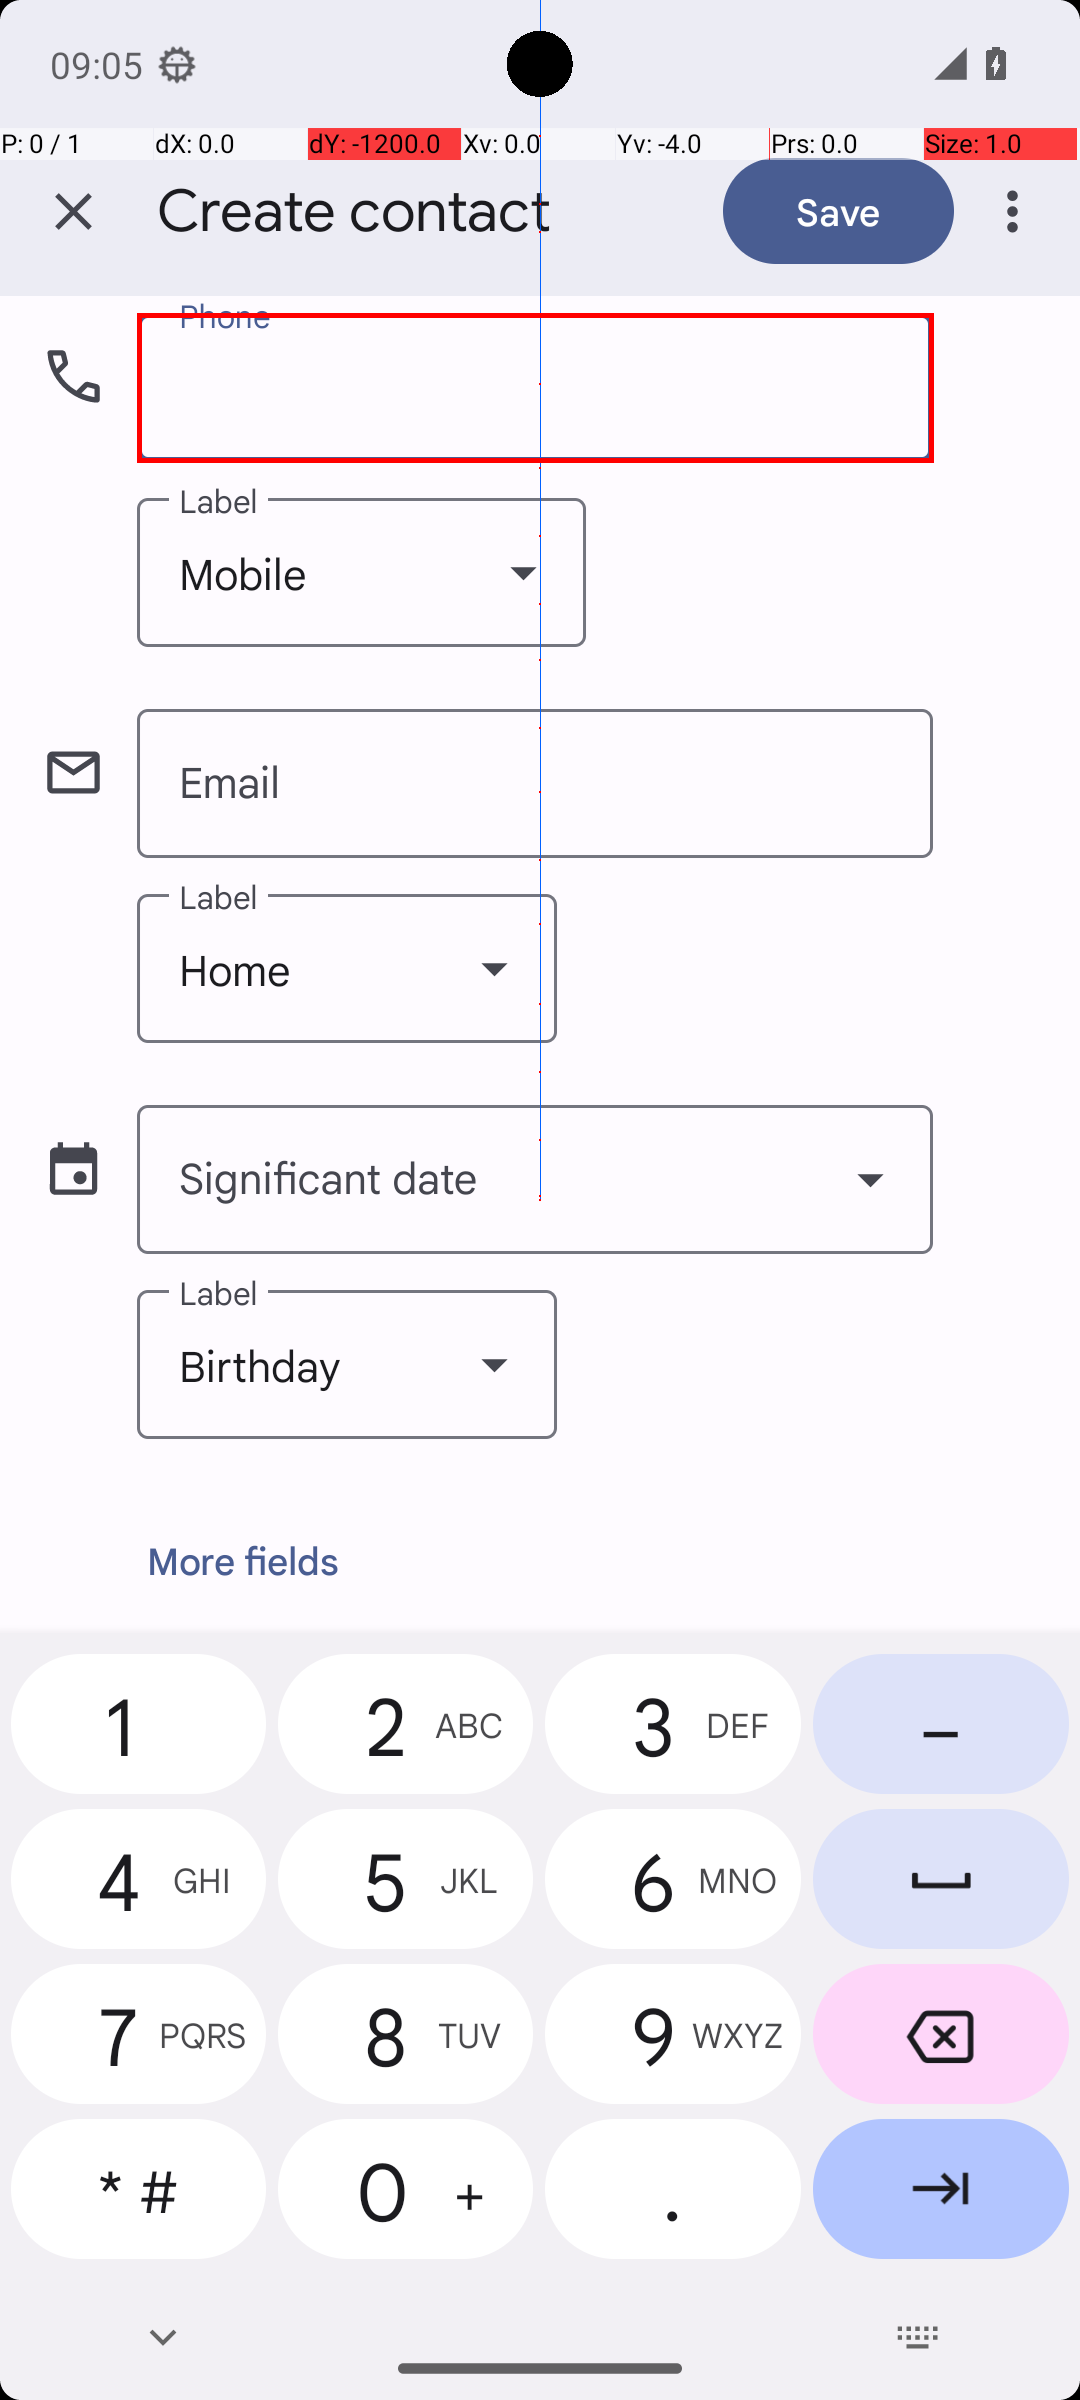 09:05
P: 0 / 1 dX: 0.0 dY: -1200.0 Xv: 0.0 Yv: -4.0 Prs: 0.0 Size: 1.0
Create contact Save
Phone
Label
Mobile
Email
Label
Home
Significant date
Label
Birthday
More fields
1 2 ABC 3 DEF –
4 GHI 5 JKL 6 MNO
7 PQRS 8 TUV 9 WXYZ
* # 0 + .